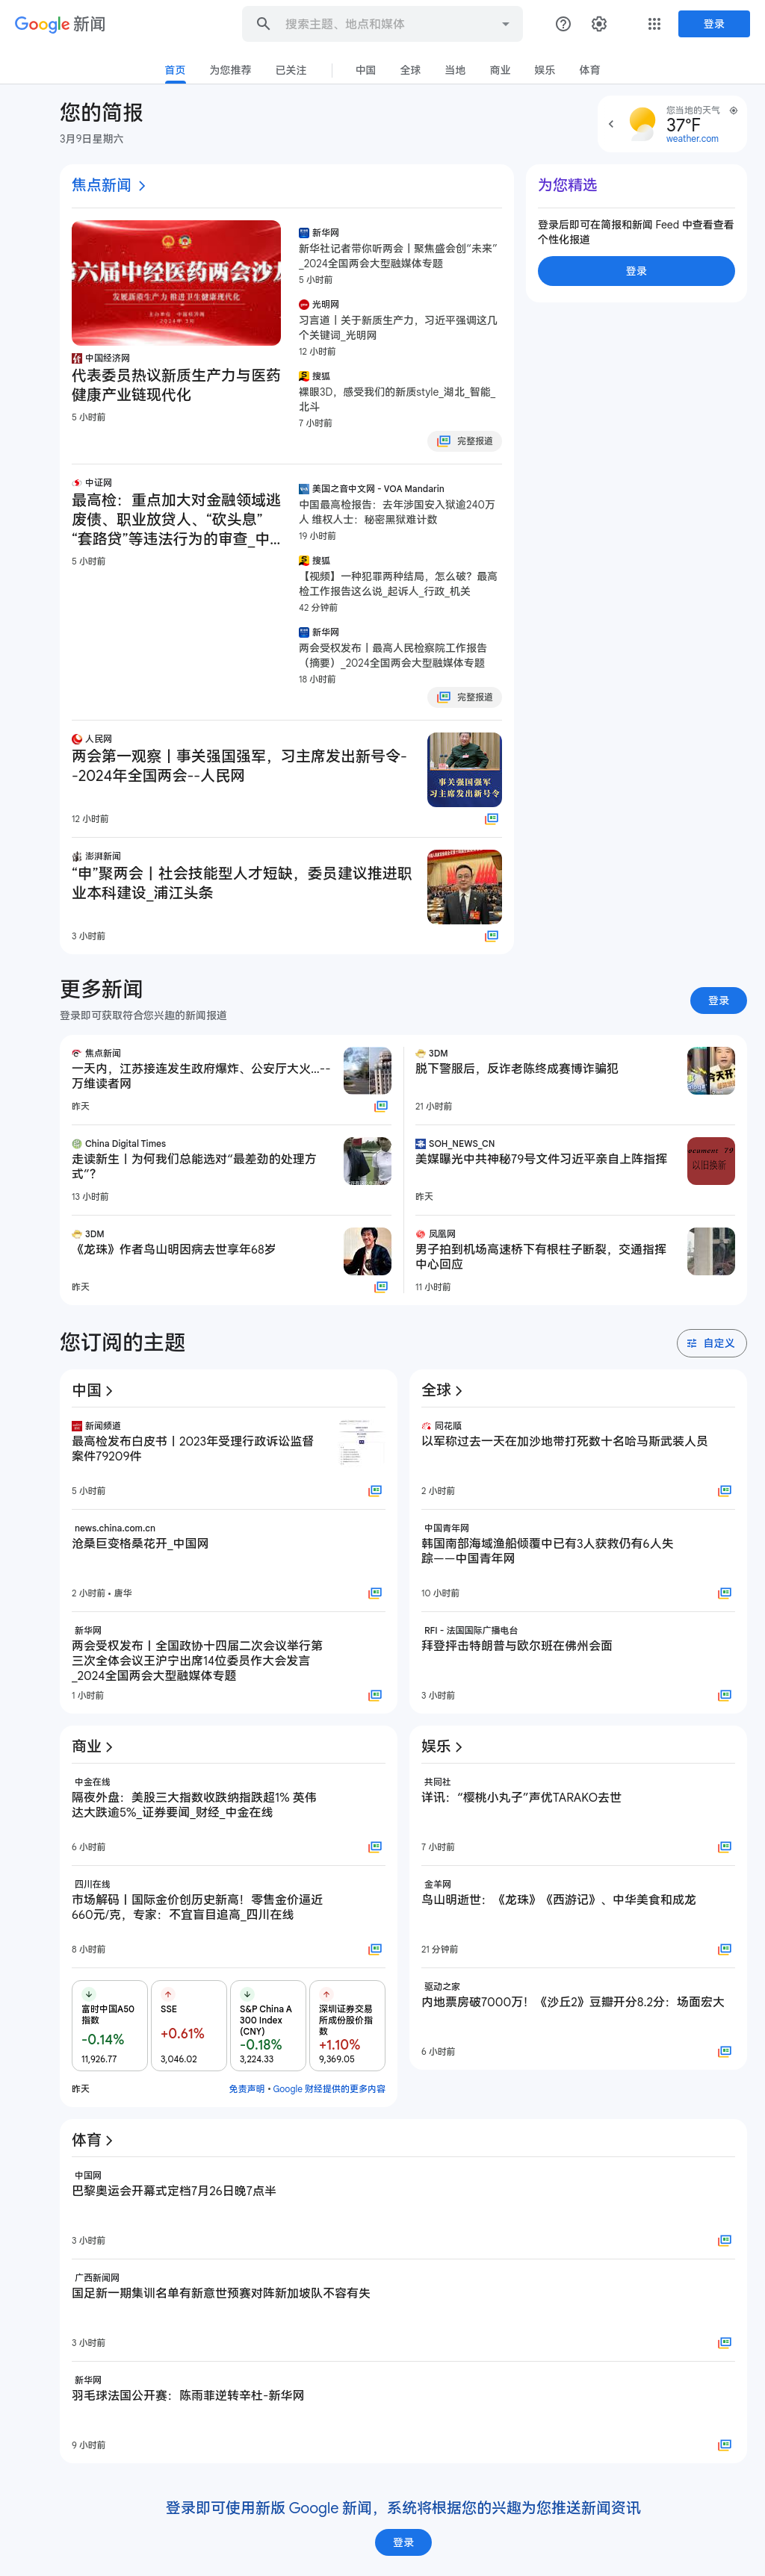 Google 新闻
搜索主题、地点和媒体
登录
首页
为您推荐
已关注
中国
全球
当地
商业
娱乐
体育
您的简报
3月9日星期六
您当地的天气
37°F
weather.com
焦点新闻
第六届中经医药两会沙龙
发展新质生产力 推进卫生健康现代化
中国经济网
代表委员热议新质生产力与医药
健康产业链现代化
5 小时前
新华网
新华社记者带你听两会丨聚焦盛会创“未来”
_2024全国两会大型融媒体专题
5 小时前
光明网
习言道丨关于新质生产力，习近平强调这几
个关键词_光明网
12 小时前
搜狐
裸眼3D，感受我们的新质style_湖北_智能_
北斗
7 小时前
完整报道
中证网
最高检：重点加大对金融领域逃
废债、职业放贷人、“砍头息”
“套路贷”等违法行为的审查_中...
5 小时前
美国之音中文网 - VOA Mandarin
中国最高检报告：去年涉国安入狱逾240万
人 维权人士：秘密黑狱难计数
19 小时前
搜狐
【视频】一种犯罪两种结局，怎么破？最高
检工作报告这么说_起诉人_行政_机关
42 分钟前
新华网
两会受权发布丨最高人民检察院工作报告
（摘要）_2024全国两会大型融媒体专题
18 小时前
完整报道
人民网
两会第一观察丨事关强国强军，习主席发出新号令-
-2024年全国两会--人民网
12 小时前
事关强国强军
习主席发出新号令
澎湃新闻
“申”聚两会丨社会技能型人才短缺，委员建议推进职
业本科建设_浦江头条
3 小时前
为您精选
登录后即可在简报和新闻 Feed 中查看查看
个性化报道
登录
更多新闻
登录即可获取符合您兴趣的新闻报道
登录
焦点新闻
一天内，江苏接连发生政府爆炸、公安厅大火...--
万维读者网
昨天
3DM
脱下警服后，反诈老陈终成赛博诈骗犯
21 小时前
China Digital Times
走读新生丨为何我们总能选对“最差劲的处理方
式”？
13 小时前
SOH_NEWS_CN
美媒曝光中共神秘79号文件习近平亲自上阵指挥
昨天
ocument 79
以旧换新
3DM
《龙珠》作者鸟山明因病去世享年68岁
昨天
凤凰网
男子拍到机场高速桥下有根柱子断裂，交通指挥
中心回应
11 小时前
您订阅的主题
自定义
中国
新闻频道
最高检发布白皮书丨2023年受理行政诉讼监督
案件79209件
5 小时前
news.china.com.cn
沧桑巨变格桑花开_中国网
2 小时前 • 唐华
新华网
两会受权发布丨全国政协十四届二次会议举行第
三次全体会议王沪宁出席14位委员作大会发言
_2024全国两会大型融媒体专题
1 小时前
全球
同花顺
以军称过去一天在加沙地带打死数十名哈马斯武装人员
2 小时前
中国青年网
韩国南部海域渔船倾覆中已有3人获救仍有6人失
踪——中国青年网
10 小时前
RFI - 法国国际广播电台
拜登抨击特朗普与欧尔班在佛州会面
3 小时前
商业
中金在线
隔夜外盘：美股三大指数收跌纳指跌超1% 英伟
达大跌逾5%_证券要闻_财经_中金在线
6 小时前
四川在线
市场解码丨国际金价创历史新高！零售金价逼近
660元/克，专家：不宜盲目追高_四川在线
8 小时前
富时中国A50
指数
-0.14%
11,926.77
SSE
+0.61%
3,046.02
S&P China A
300 Index
(CNY)
-0.18%
3,224.33
深圳证券交易
所成份股价指
数
+1.10%
9,369.05
昨天
免责声明 • Google 财经提供的更多内容
娱乐
共同社
详讯：“樱桃小丸子”声优TARAKO去世
7 小时前
金羊网
鸟山明逝世：《龙珠》《西游记》、中华美食和成龙
21 分钟前
驱动之家
内地票房破7000万！《沙丘2》豆瓣开分8.2分：场面宏大
6 小时前
体育
中国网
巴黎奥运会开幕式定档7月26日晚7点半
3 小时前
广西新闻网
国足新一期集训名单有新意世预赛对阵新加坡队不容有失
3 小时前
新华网
羽毛球法国公开赛：陈雨菲逆转辛杜-新华网
9 小时前
登录即可使用新版 Google 新闻，系统将根据您的兴趣为您推送新闻资讯
登录